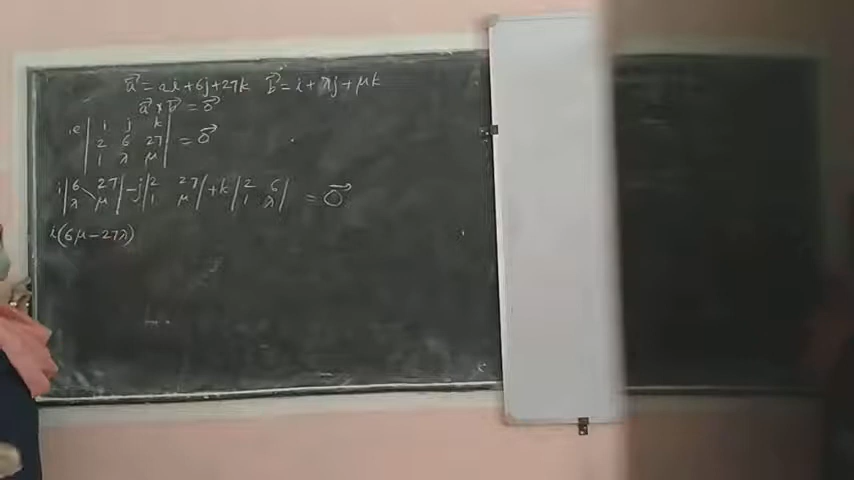 a⃗ = 2i+6j+27k b⃗ = i+λj+μk
a⃗ × b⃗ = 0⃗
ie | i j k |
| 2 6 27 | = 0⃗
| 1 λ μ |
i |6 27| -j |2 27| +k |2 6| = 0⃗
|λ μ| |1 μ| |1 λ|
i(6μ-27λ)